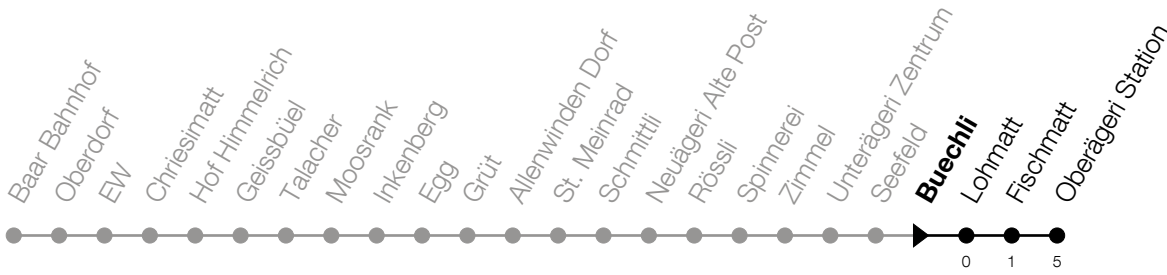 Baar Bahnhof
Oberdorf
EW
Chriesimatt
Hof Himmelrich
Geissbüel
Talacher
Moosrank
Inkenberg
Egg
Grüt
Allenwinden Dorf
St. Meinrad
Schmittli
Neuägeri Alte Post
Rössli
Spinnerei
Zimmel
Unterägeri Zentrum
Seefeld
Buechli
Lohmatt
Fischmatt
Oberägeri Station
0 1 5